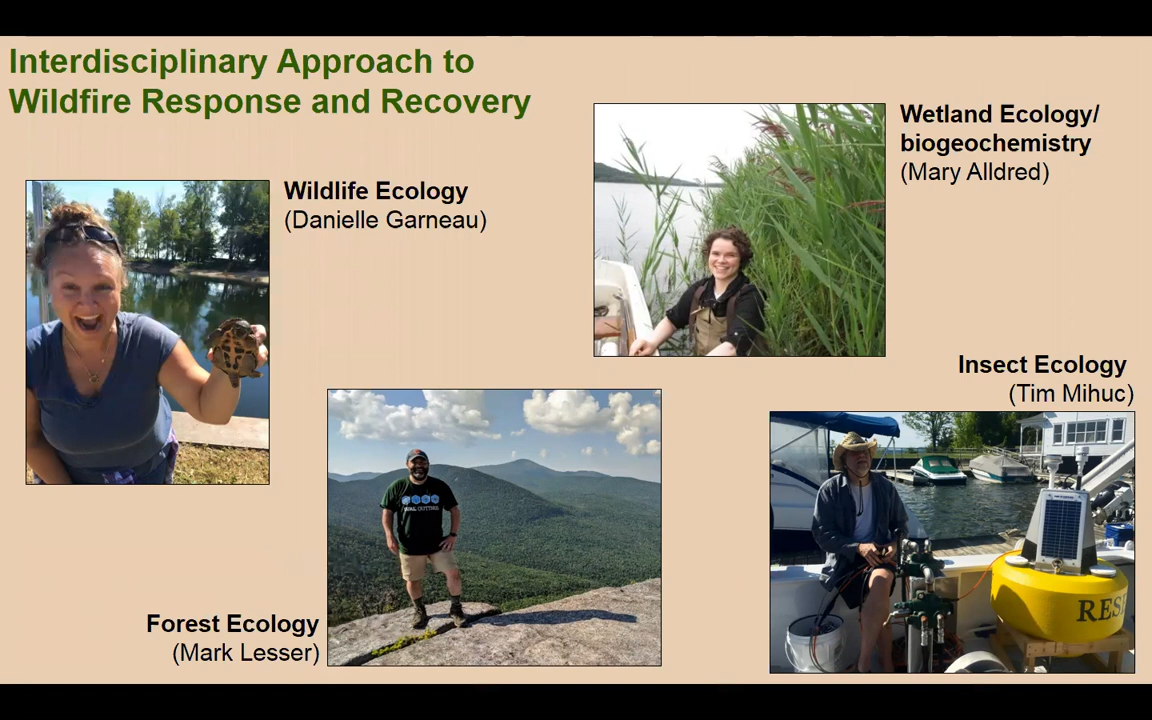 Interdisciplinary Approach to
Wildfire Response and Recovery
Wildlife Ecology
(Danielle Garneau)
Wetland Ecology/
biogeochemistry
(Mary Alldred)
Forest Ecology
(Mark Lesser)
Insect Ecology
(Tim Mihuc)
RES